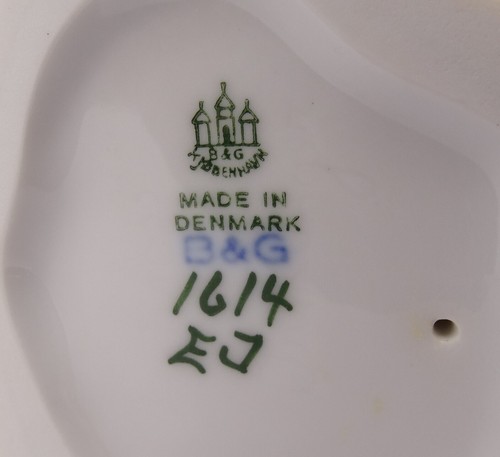 B&G
KJØBENHAVN
MADE IN
DENMARK
B&G
1614
EJ